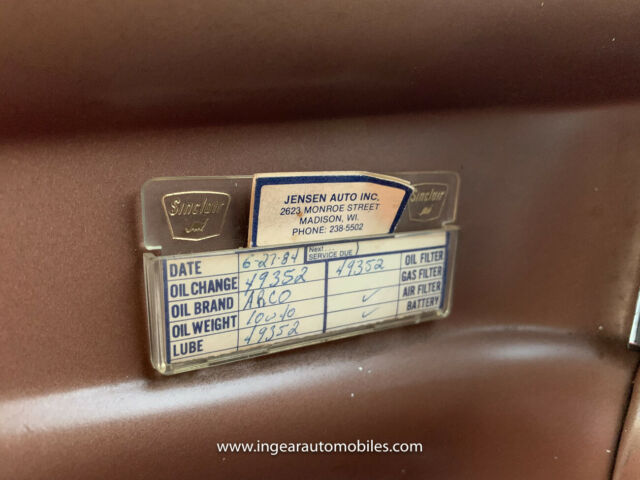 Sinclair
JENSEN AUTO INC.
2623 MONROE STREET
MADISON, WI.
PHONE: 238-5502
Sinclair
DATE 6-27-84 Next... SERVICE DUE OIL FILTER
OIL CHANGE 49352 49352 GAS FILTER
OIL BRAND ARCO ✓ AIR FILTER
OIL WEIGHT 10w40 ✓ BATTERY
LUBE 49352
www.ingearautomobiles.com